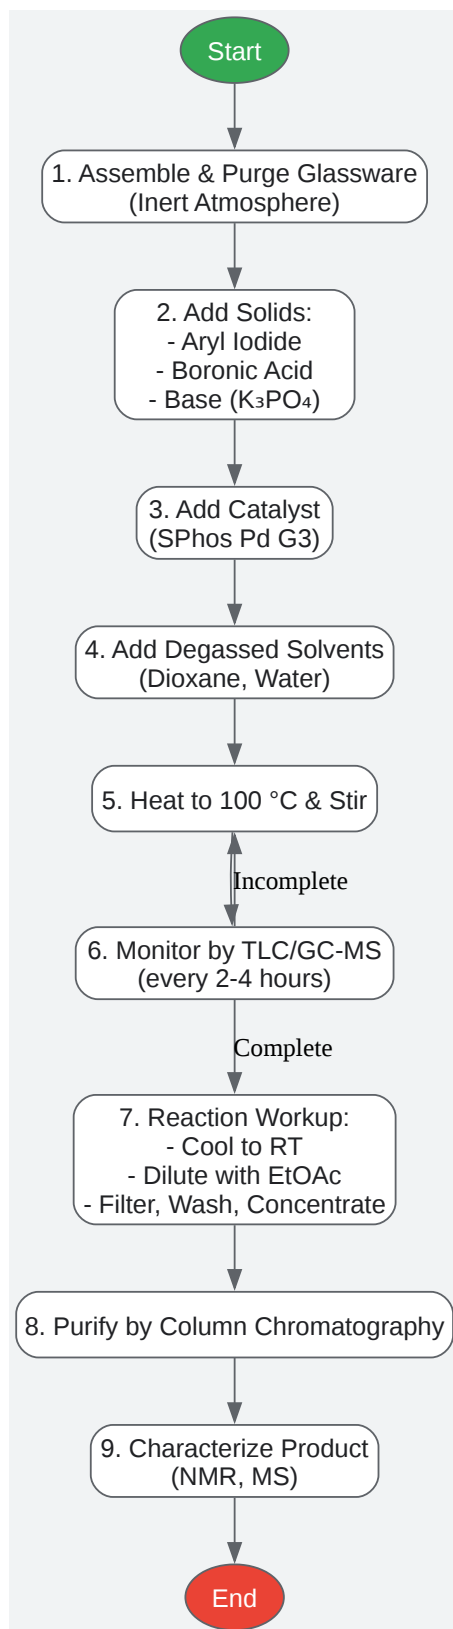 Start
1. Assemble & Purge Glassware
(Inert Atmosphere)
2. Add Solids:
- Aryl Iodide
- Boronic Acid
- Base (K₃PO₄)
3. Add Catalyst
(SPhos Pd G3)
4. Add Degassed Solvents
(Dioxane, Water)
5. Heat to 100 °C & Stir
Incomplete
6. Monitor by TLC/GC-MS
(every 2-4 hours)
Complete
7. Reaction Workup:
- Cool to RT
- Dilute with EtOAc
- Filter, Wash, Concentrate
8. Purify by Column Chromatography
9. Characterize Product
(NMR, MS)
End